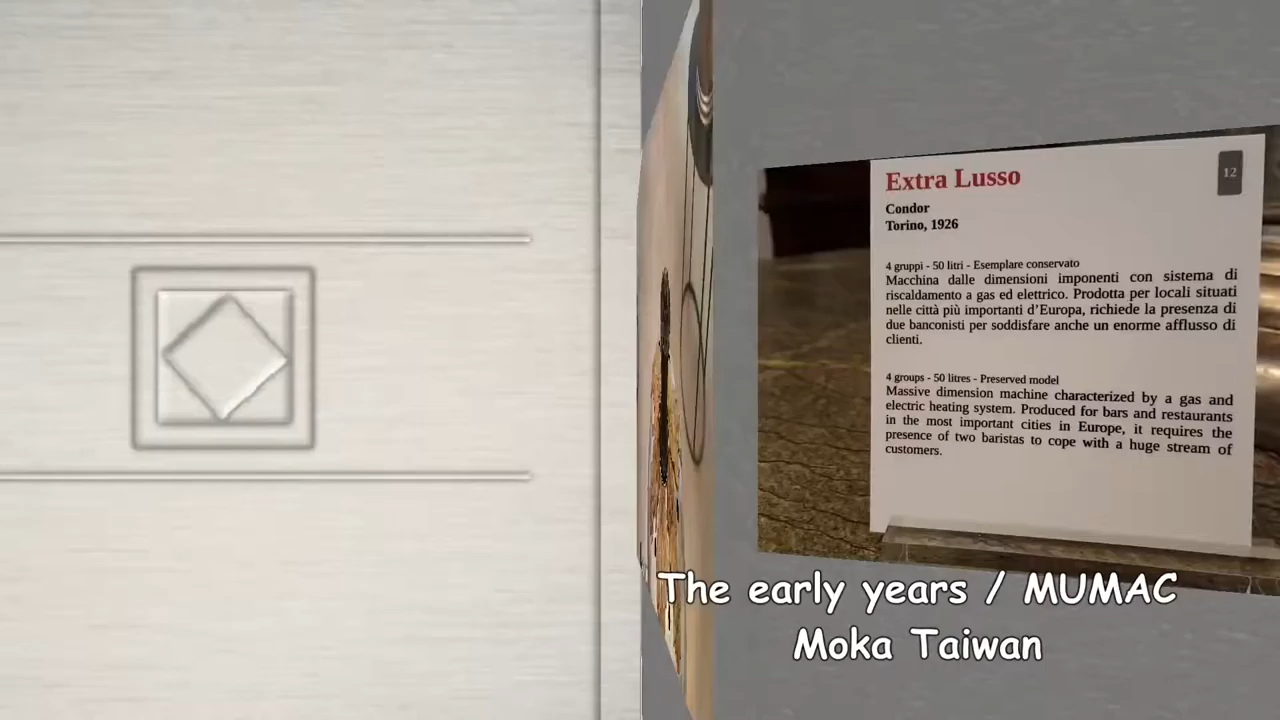 Extra Lusso
12
Condor
Torino, 1926
4 gruppi - 50 litri - Esemplare conservato
Macchina dalle dimensioni imponenti con sistema di
riscaldamento a gas ed elettrico. Prodotta per locali situati
nelle città più importanti d’Europa, richiede la presenza di
due banconisti per soddisfare anche un enorme afflusso di
clienti.
4 groups - 50 litres - Preserved model
Massive dimension machine characterized by a gas and
electric heating system. Produced for bars and restaurants
in the most important cities in Europe, it requires the
presence of two baristas to cope with a huge stream of
customers.
The early years / MUMAC
Moka Taiwan